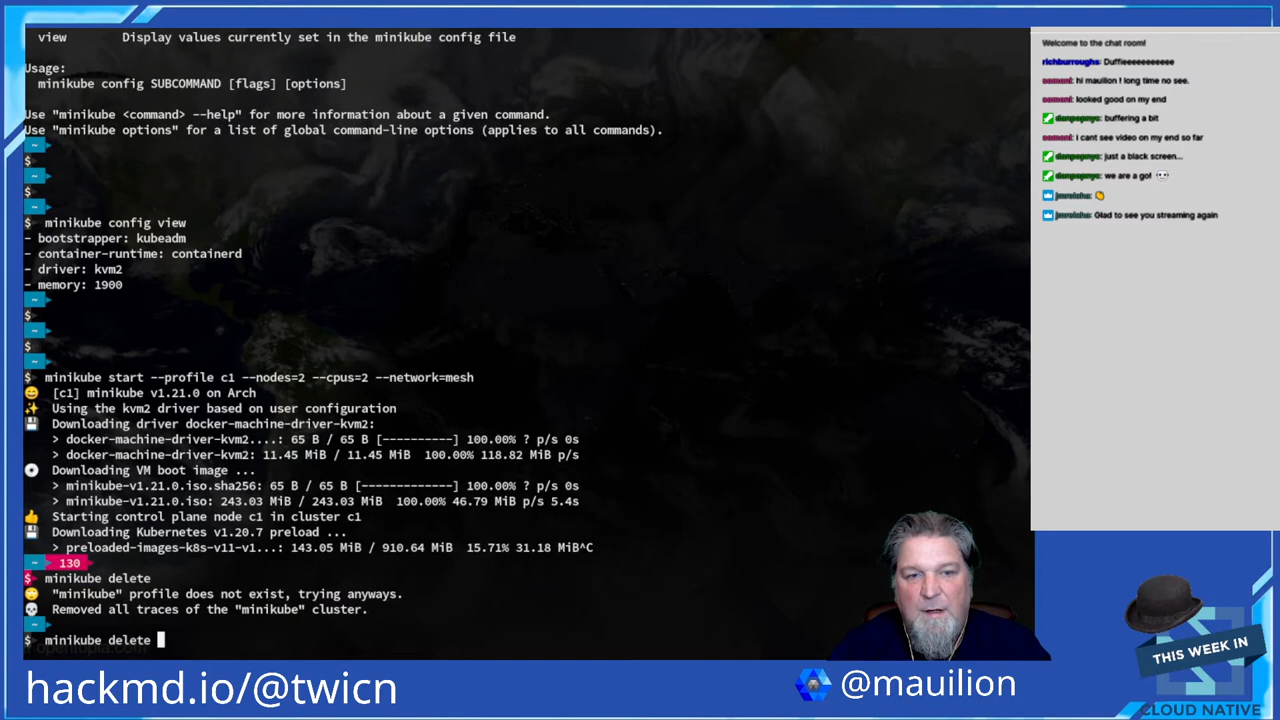 view Display values currently set in the minikube config file
Usage:
minikube config SUBCOMMAND [flags] [options]
Use "minikube <command> --help" for more information about a given command.
Use "minikube options" for a list of global command-line options (applies to all commands).
~
$
~
$
~
$ minikube config view
- bootstrapper: kubeadm
- container-runtime: containerd
- driver: kvm2
- memory: 1900
~
$
~
$
~
$ minikube start --profile c1 --nodes=2 --cpus=2 --network=mesh
[c1] minikube v1.21.0 on Arch
Using the kvm2 driver based on user configuration
Downloading driver docker-machine-driver-kvm2:
> docker-machine-driver-kvm2....: 65 B / 65 B [----------] 100.00% ? p/s 0s
> docker-machine-driver-kvm2: 11.45 MiB / 11.45 MiB 100.00% 118.82 MiB p/s
Downloading VM boot image ...
> minikube-v1.21.0.iso.sha256: 65 B / 65 B [-------------] 100.00% ? p/s 0s
> minikube-v1.21.0.iso: 243.03 MiB / 243.03 MiB 100.00% 46.79 MiB p/s 5.4s
Starting control plane node c1 in cluster c1
Downloading Kubernetes v1.20.7 preload ...
> preloaded-images-k8s-v11-v1...: 143.05 MiB / 910.64 MiB 15.71% 31.18 MiB^C
~ 130
$ minikube delete
"minikube" profile does not exist, trying anyways.
Removed all traces of the "minikube" cluster.
~
$ minikube delete
Welcome to the chat room!
richburroughs: Duffieeeeeeeeeee
: hi mauilion ! long time no see.
: looked good on my end
danpopnyc: buffering a bit
: i cant see video on my end so far
danpopnyc: just a black screen...
danpopnyc: we are a go!
:
: Glad to see you streaming again
hackmd.io/@twicn
@mauilion
THIS WEEK IN
CLOUD NATIVE